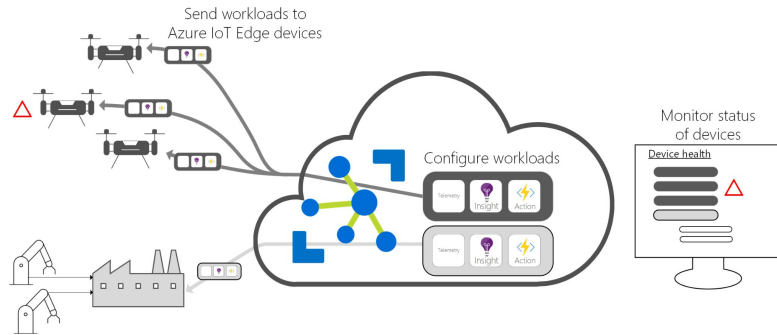 Send workloads to
Azure IoT Edge devices
Monitor status
of devices
Device health
Configure workloads
Telemetry
Insight
Action
Telemetry
Insight
Action